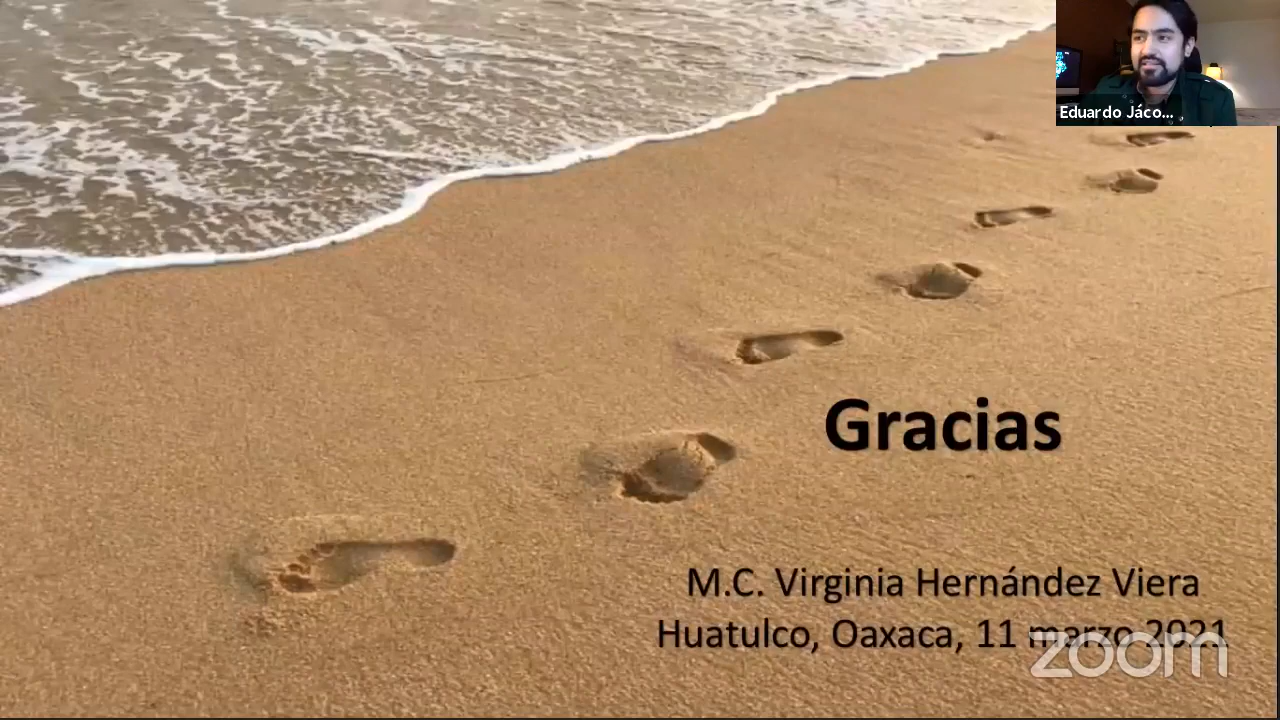 Eduardo Jáco...
Gracias
M.C. Virginia Hernández Viera
Huatulco, Oaxaca, 11 marzo 2021
zoom